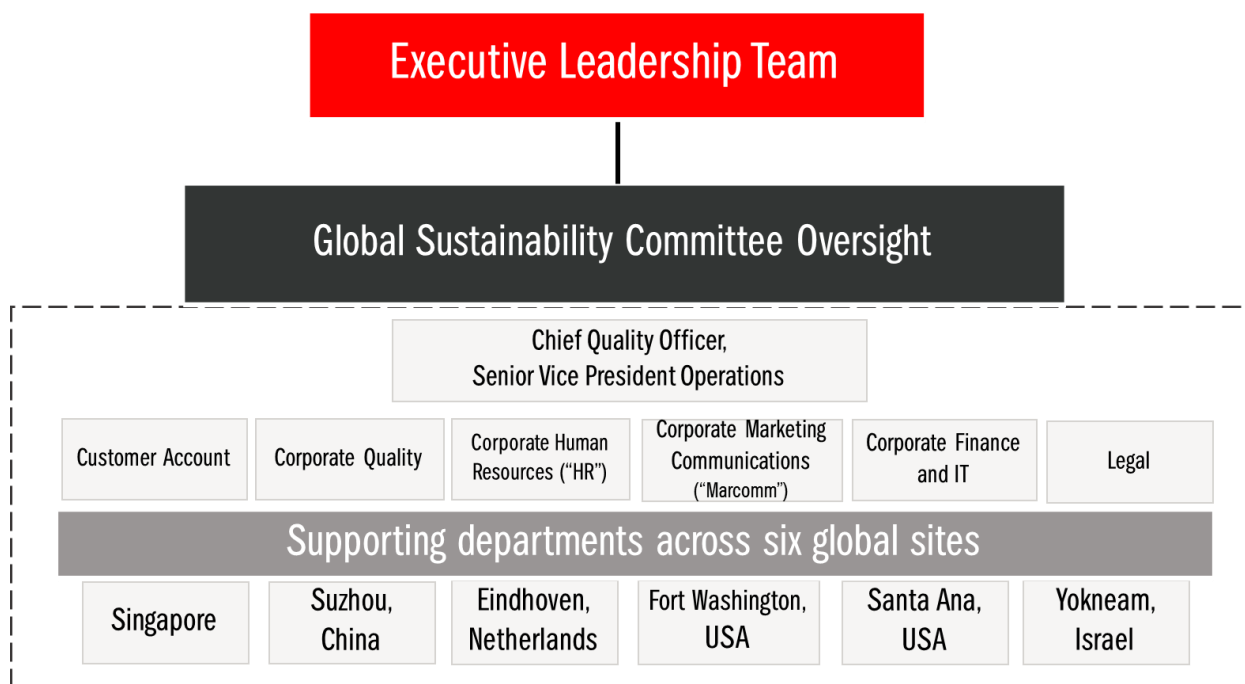 Executive Leadership Team
Global Sustainability Committee Oversight
Chief Quality Officer,
Senior Vice President Operations
Customer Account
Corporate Quality
Corporate Human
Resources (“HR”)
Corporate Marketing
Communications
(“Marcomm”)
Corporate Finance
and IT
Legal
Supporting departments across six global sites
Singapore
Suzhou,
China
Eindhoven,
Netherlands
Fort Washington,
USA
Santa Ana,
USA
Yokneam,
Israel